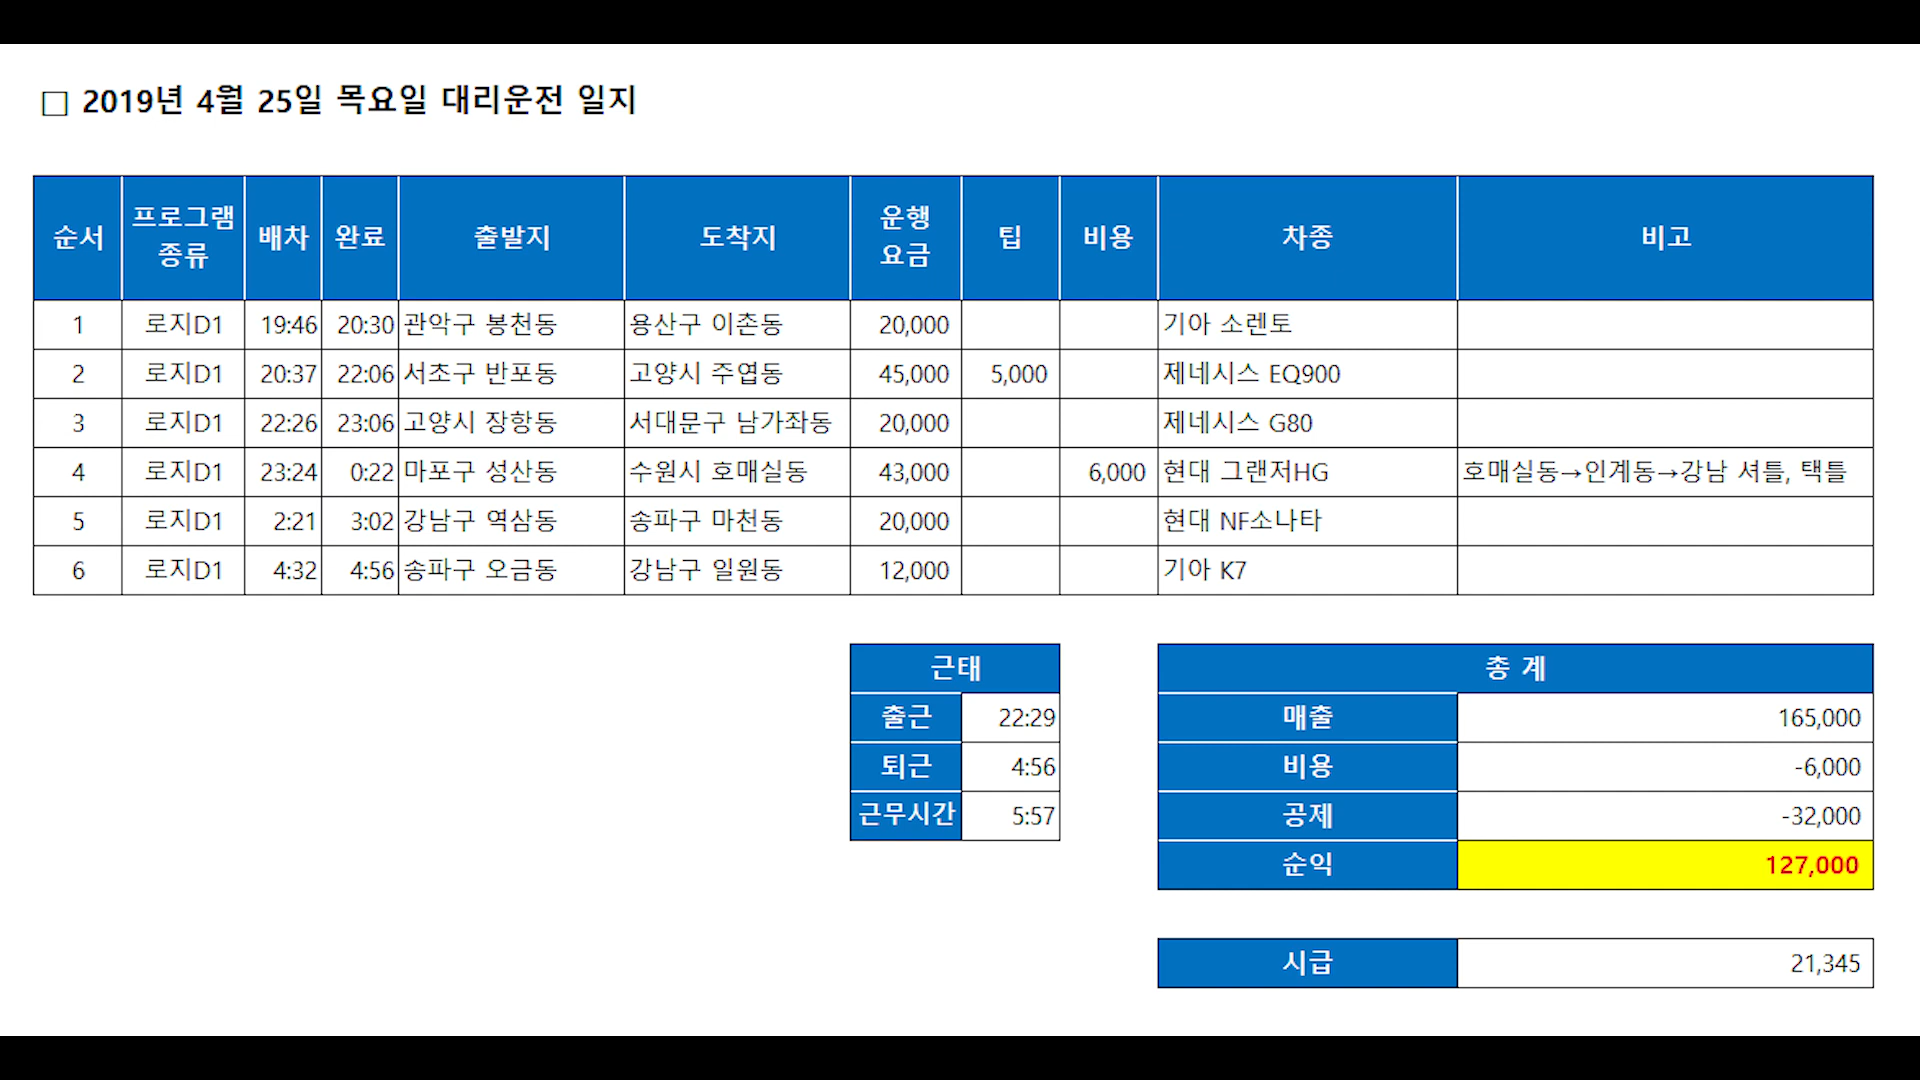 □ 2019년 4월 25일 목요일 대리운전 일지
순서 프로그램 종류 배차 완료 출발지 도착지 운행 요금 팁 비용 차종 비고
1 로지D1 19:46 20:30 관악구 봉천동 용산구 이촌동 20,000 기아 소렌토
2 로지D1 20:37 22:06 서초구 반포동 고양시 주엽동 45,000 5,000 제네시스 EQ900
3 로지D1 22:26 23:06 고양시 장항동 서대문구 남가좌동 20,000 제네시스 G80
4 로지D1 23:24 0:22 마포구 성산동 수원시 호매실동 43,000 6,000 현대 그랜저HG 호매실동→인계동→강남 셔틀, 택틀
5 로지D1 2:21 3:02 강남구 역삼동 송파구 마천동 20,000 현대 NF소나타
6 로지D1 4:32 4:56 송파구 오금동 강남구 일원동 12,000 기아 K7
근태
출근 22:29
퇴근 4:56
근무시간 5:57
총 계
매출 165,000
비용 -6,000
공제 -32,000
순익 127,000
시급 21,345